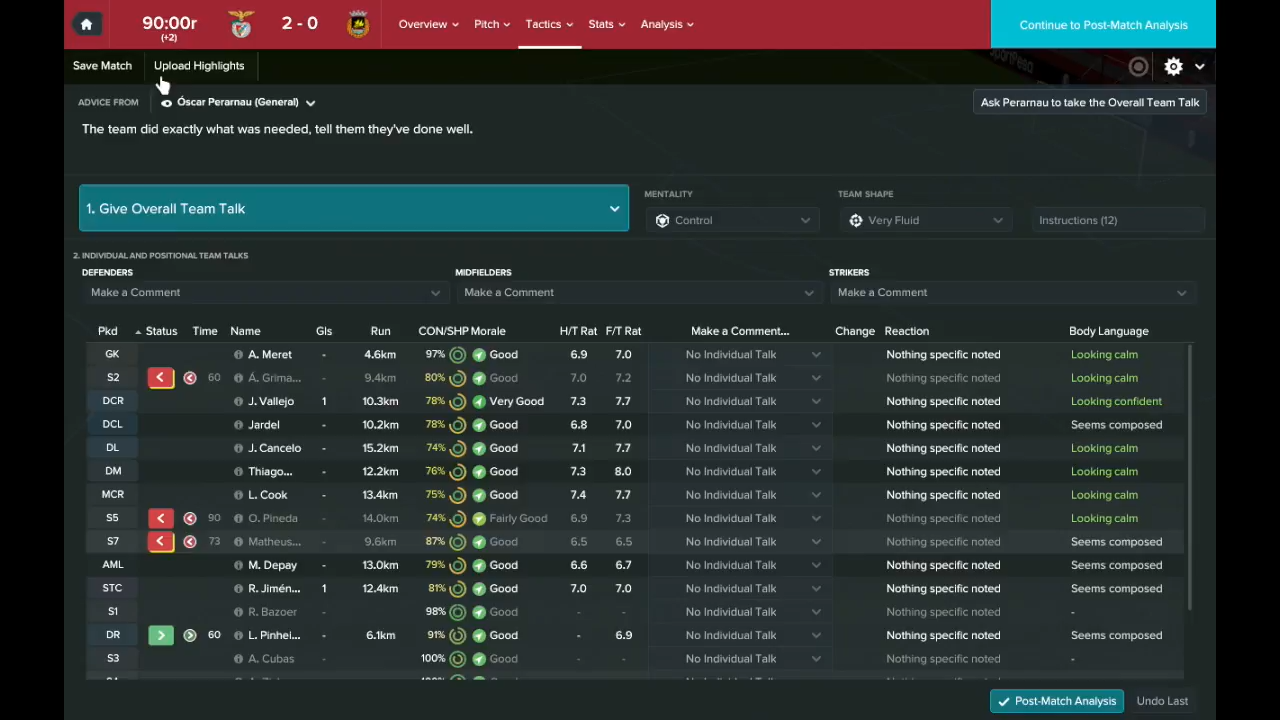 90:00r
(+2)
2 - 0
Overview
Pitch
Tactics
Stats
Analysis
Continue to Post-Match Analysis
Save Match
Upload Highlights
ADVICE FROM
Óscar Perarnau (General)
Ask Perarnau to take the Overall Team Talk
The team did exactly what was needed, tell them they've done well.
1. Give Overall Team Talk
MENTALITY
Control
TEAM SHAPE
Very Fluid
Instructions (12)
2. INDIVIDUAL AND POSITIONAL TEAM TALKS
DEFENDERS
MIDFIELDERS
STRIKERS
Make a Comment
Make a Comment
Make a Comment
Pkd Status Time Name Gls Run CON/SHP Morale H/T Rat F/T Rat Make a Comment... Change Reaction Body Language
GK A. Meret - 4.6km 97% Good 6.9 7.0 No Individual Talk Nothing specific noted Looking calm
S2 60 Á. Grima... - 9.4km 80% Good 7.0 7.2 No Individual Talk Nothing specific noted Looking calm
DCR J. Vallejo 1 10.3km 78% Very Good 7.3 7.7 No Individual Talk Nothing specific noted Looking confident
DCL Jardel - 10.2km 78% Good 6.8 7.0 No Individual Talk Nothing specific noted Seems composed
DL J. Cancelo - 15.2km 74% Good 7.1 7.7 No Individual Talk Nothing specific noted Looking calm
DM Thiago... - 12.2km 76% Good 7.3 8.0 No Individual Talk Nothing specific noted Looking calm
MCR L. Cook - 13.4km 75% Good 7.4 7.7 No Individual Talk Nothing specific noted Looking calm
S5 90 O. Pineda - 14.0km 74% Fairly Good 6.9 7.3 No Individual Talk Nothing specific noted Looking calm
S7 73 Matheus... - 9.6km 87% Good 6.5 6.5 No Individual Talk Nothing specific noted Seems composed
AML M. Depay - 13.0km 79% Good 6.6 6.7 No Individual Talk Nothing specific noted Seems composed
STC R. Jimén... 1 12.4km 81% Good 7.0 7.0 No Individual Talk Nothing specific noted Seems composed
S1 R. Bazoer - 98% Good - - No Individual Talk Nothing specific noted -
DR 60 L. Pinhei... - 6.1km 91% Good - 6.9 No Individual Talk Nothing specific noted Seems composed
S3 A. Cubas - 100% Good - - No Individual Talk Nothing specific noted -
Post-Match Analysis
Undo Last